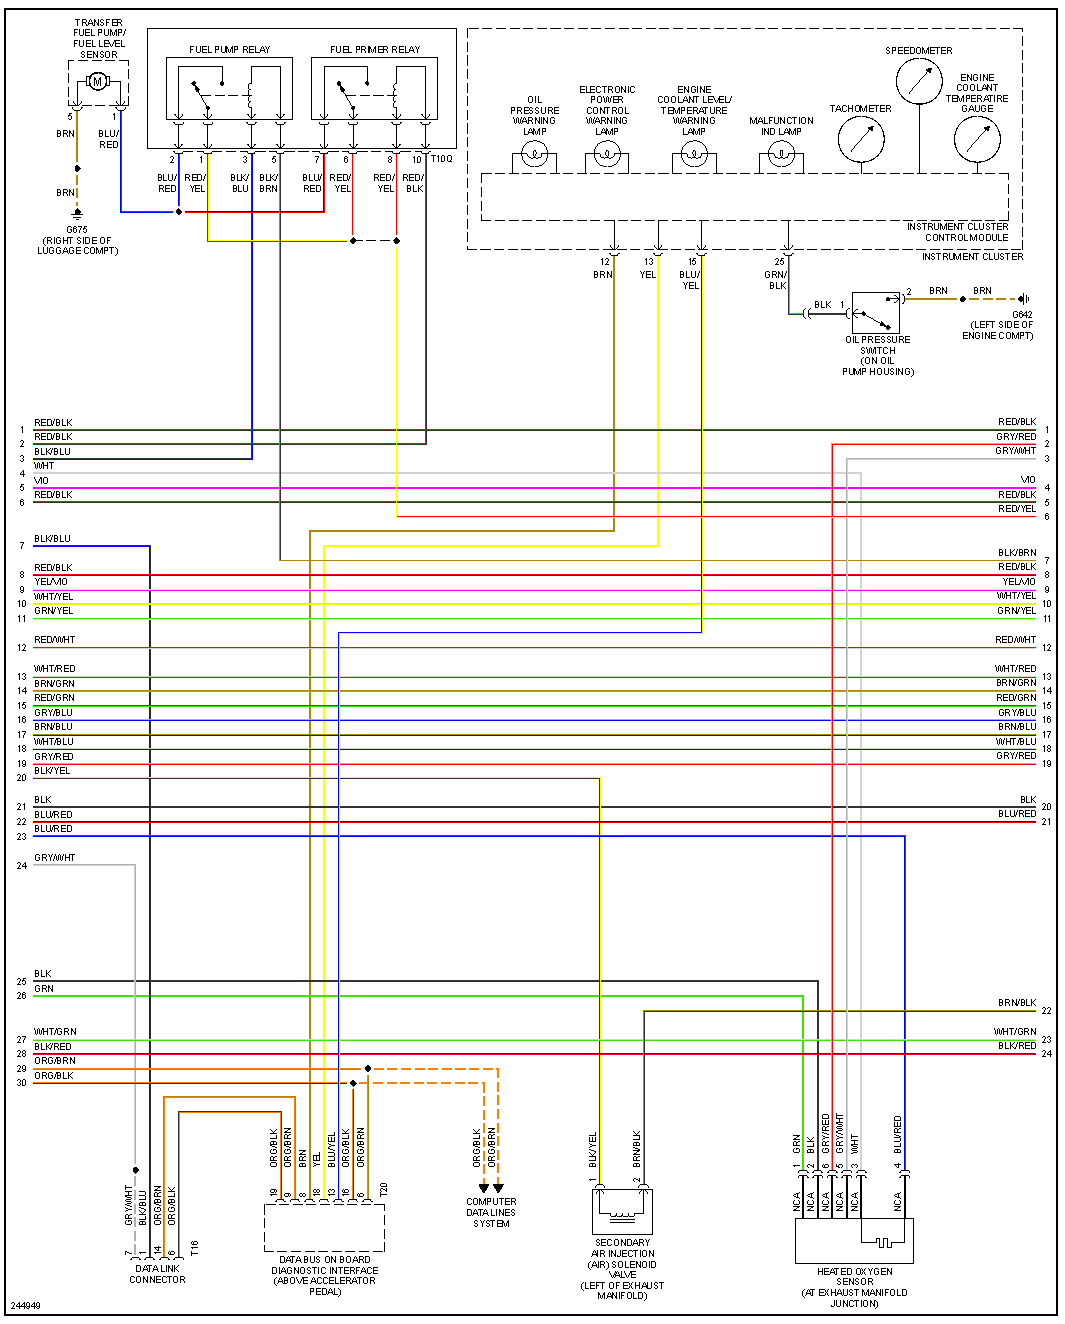 TRANSFER
FUEL PUMP/
FUEL LEVEL
SENSOR
M
5
1
BRN
BLU/
RED
BRN
G675
(RIGHT SIDE OF
LUGGAGE COMPT)
FUEL PUMP RELAY
FUEL PRIMER RELAY
2
1
3
5
7
6
8
10
T10Q
BLU/
RED
RED/
YEL
BLK/
BLU
BLK/
BRN
BLU/
RED
RED/
YEL
RED/
YEL
RED/
BLK
OIL
PRESSURE
WARNING
LAMP
ELECTRONIC
POWER
CONTROL
WARNING
LAMP
ENGINE
COOLANT LEVEL/
TEMPERATURE
WARNING
LAMP
MALFUNCTION
IND LAMP
TACHOMETER
SPEEDOMETER
ENGINE
COOLANT
TEMPERATIRE
GAUGE
INSTRUMENT CLUSTER
CONTROL MODULE
INSTRUMENT CLUSTER
12
13
15
25
BRN
YEL
BLU/
YEL
GRN/
BLK
BLK
1
2
BRN
BRN
G642
(LEFT SIDE OF
ENGINE COMPT)
OIL PRESSURE
SWITCH
(ON OIL
PUMP HOUSING)
1 RED/BLK
2 RED/BLK
3 BLK/BLU
4 WHT
5 VIO
6 RED/BLK
7 BLK/BLU
8 RED/BLK
9 YEL/VIO
10 WHT/YEL
11 GRN/YEL
12 RED/WHT
13 WHT/RED
14 BRN/GRN
15 RED/GRN
16 GRY/BLU
17 BRN/BLU
18 WHT/BLU
19 GRY/RED
20 BLK/YEL
21 BLK
22 BLU/RED
23 BLU/RED
24 GRY/WHT
25 BLK
26 GRN
27 WHT/GRN
28 BLK/RED
29 ORG/BRN
30 ORG/BLK
RED/BLK 1
GRY/RED 2
GRY/WHT 3
VIO 4
RED/BLK 5
RED/YEL 6
BLK/BRN 7
RED/BLK 8
YEL/VIO 9
WHT/YEL 10
GRN/YEL 11
RED/WHT 12
WHT/RED 13
BRN/GRN 14
RED/GRN 15
GRY/BLU 16
BRN/BLU 17
WHT/BLU 18
GRY/RED 19
BLK 20
BLU/RED 21
BRN/BLK 22
WHT/GRN 23
BLK/RED 24
GRY/WHT
BLK/BLU
ORG/BRN
ORG/BLK
7
1
14
6
T16
DATA LINK
CONNECTOR
ORG/BLK
ORG/BRN
BRN
YEL
BLU/YEL
ORG/BLK
ORG/BRN
19
9
8
18
13
16
6
T20
DATA BUS ON BOARD
DIAGNOSTIC INTERFACE
(ABOVE ACCELERATOR
PEDAL)
ORG/BLK
ORG/BRN
COMPUTER
DATA LINES
SYSTEM
BLK/YEL
BRN/BLK
1
2
SECONDARY
AIR INJECTION
(AIR) SOLENOID
VALVE
(LEFT OF EXHAUST
MANIFOLD)
GRN
BLK
GRY/RED
GRY/WHT
WHT
BLU/RED
1
2
6
5
3
4
NCA
NCA
NCA
NCA
NCA
NCA
HEATED OXYGEN
SENSOR
(AT EXHAUST MANIFOLD
JUNCTION)
244949